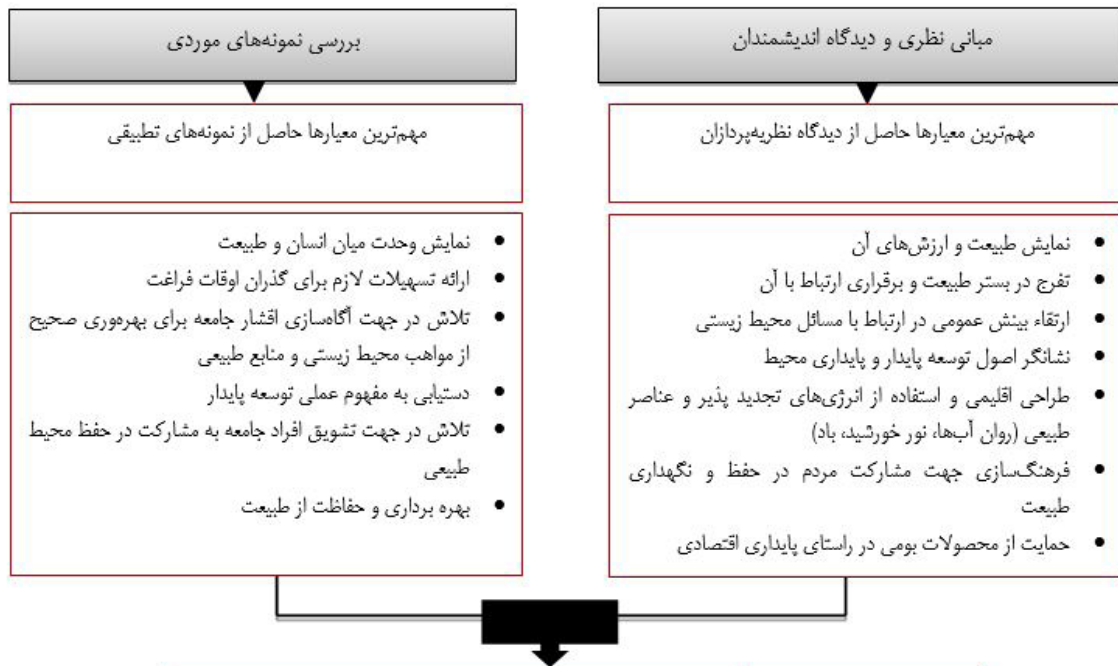 مبانی نظری و دیدگاه اندیشمندان
مهم‌ترین معیارها حاصل از دیدگاه نظریه‌پردازان
• نمایش طبیعت و ارزش‌های آن
• تفرج در بستر طبیعت و برقراری ارتباط با آن
• ارتقاء بینش عمومی در ارتباط با مسائل محیط زیستی
• نشانگر اصول توسعه پایدار و پایداری محیط
• طراحی اقلیمی و استفاده از انرژی‌های تجدید پذیر و عناصر
طبیعی (روان آب‌ها، نور خورشید، باد)
• فرهنگ‌سازی جهت مشارکت مردم در حفظ و نگهداری
طبیعت
• حمایت از محصولات بومی در راستای پایداری اقتصادی
بررسی نمونه‌های موردی
مهم‌ترین معیارها حاصل از نمونه‌های تطبیقی
• نمایش وحدت میان انسان و طبیعت
• ارائه تسهیلات لازم برای گذران اوقات فراغت
• تلاش در جهت آگاه‌سازی اقشار جامعه برای بهره‌وری صحیح
از مواهب محیط زیستی و منابع طبیعی
• دستیابی به مفهوم عملی توسعه پایدار
• تلاش در جهت تشویق افراد جامعه به مشارکت در حفظ محیط
طبیعی
• بهره برداری و حفاظت از طبیعت